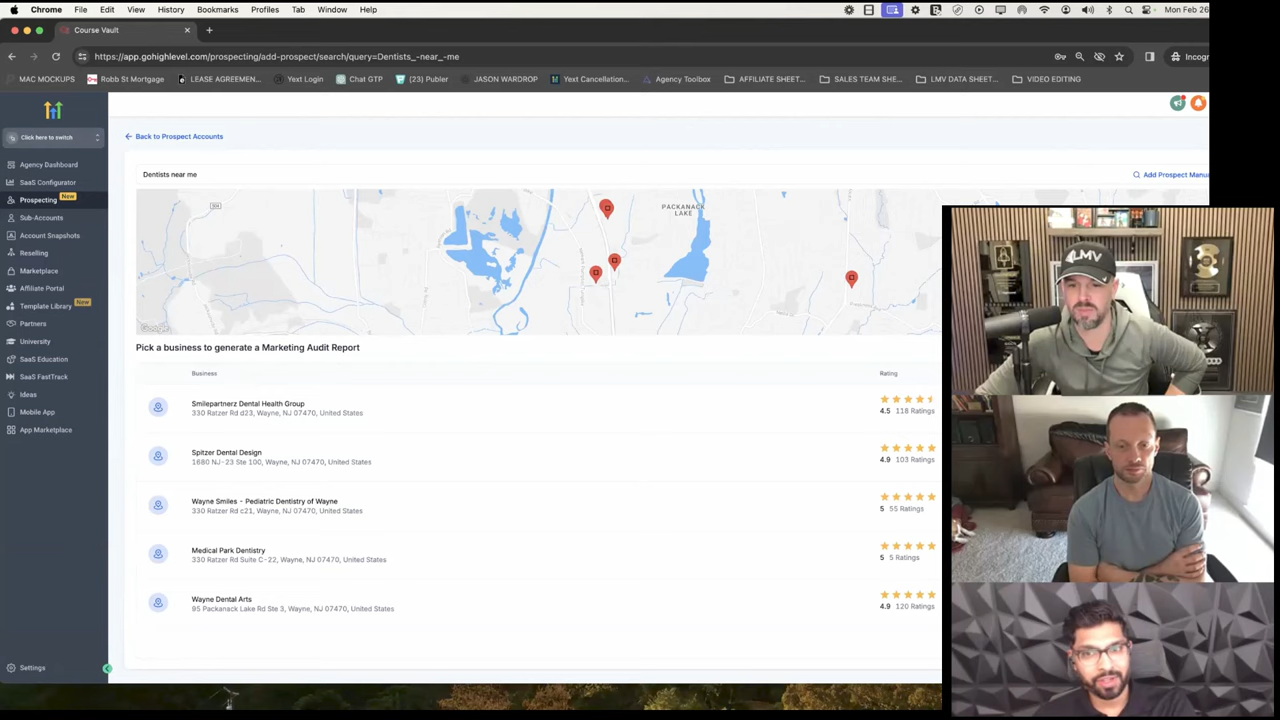 Chrome File Edit View History Bookmarks Profiles Tab Window Help
Mon Feb 26
Course Vault
https://app.gohighlevel.com/prospecting/add-prospect/search/query=Dentists_-near_-me
Incogr
MAC MOCKUPS Robb St Mortgage LEASE AGREEMEN... Yext Login Chat GTP (23) Publer JASON WARDROP Yext Cancellation... Agency Toolbox AFFILIATE SHEET... SALES TEAM SHE... LMV DATA SHEET... VIDEO EDITING
Click here to switch
Back to Prospect Accounts
Agency Dashboard
SaaS Configurator
Prospecting New
Sub-Accounts
Account Snapshots
Reselling
Marketplace
Affiliate Portal
Template Library New
Partners
University
SaaS Education
SaaS FastTrack
Ideas
Mobile App
App Marketplace
Settings
Dentists near me
Add Prospect Manu
504
PACKANACK
LAKE
Google
Pick a business to generate a Marketing Audit Report
Business Rating
Smilepartnerz Dental Health Group
330 Ratzer Rd d23, Wayne, NJ 07470, United States
4.5 118 Ratings
Spitzer Dental Design
1680 NJ-23 Ste 100, Wayne, NJ 07470, United States
4.9 103 Ratings
Wayne Smiles - Pediatric Dentistry of Wayne
330 Ratzer Rd c21, Wayne, NJ 07470, United States
5 55 Ratings
Medical Park Dentistry
330 Ratzer Rd Suite C-22, Wayne, NJ 07470, United States
5 5 Ratings
Wayne Dental Arts
95 Packanack Lake Rd Ste 3, Wayne, NJ 07470, United States
4.9 120 Ratings
LMV